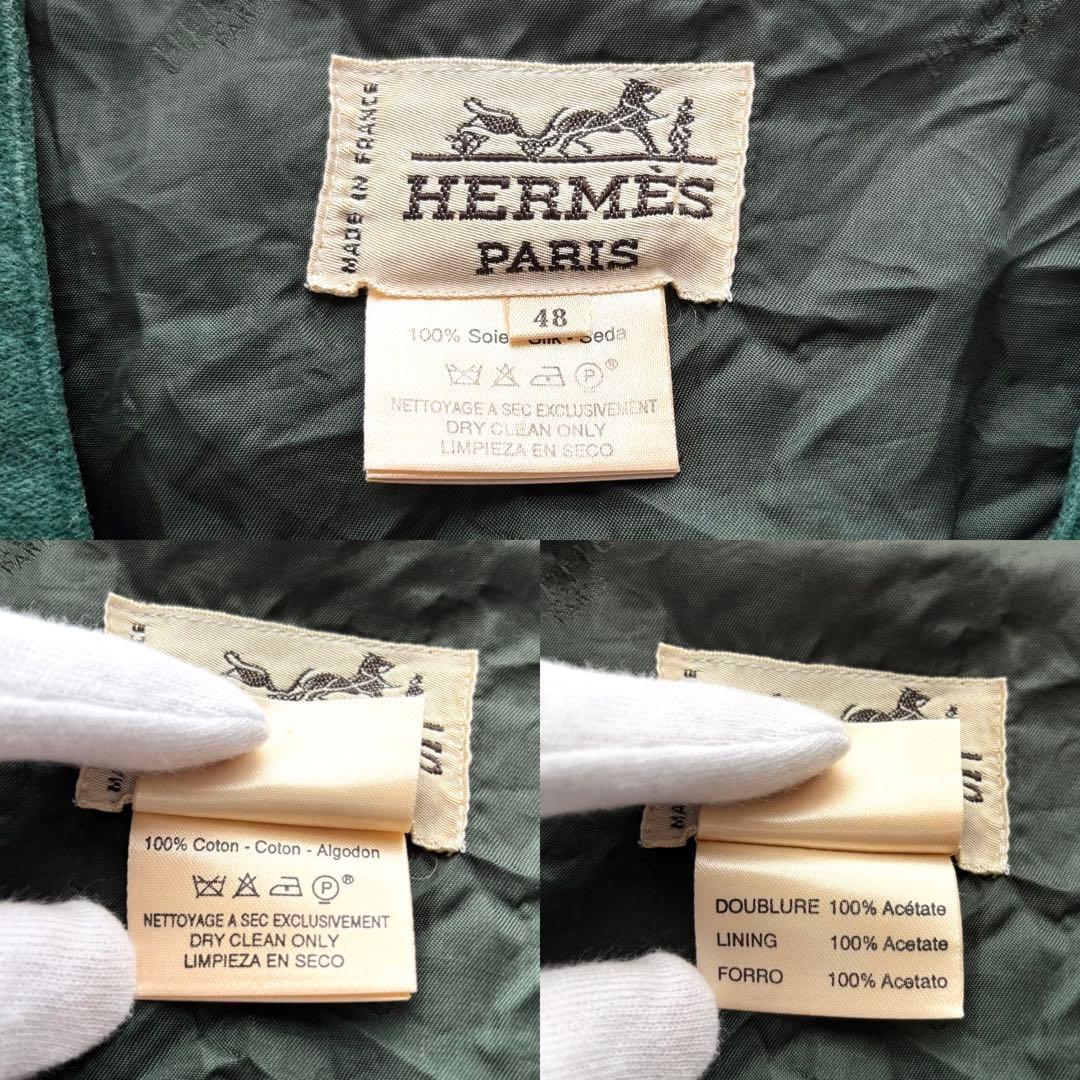 MADE IN FRANCE
HERMÈS
PARIS
48
100% Soie - Silk - Seda
P®
NETTOYAGE A SEC EXCLUSIVEMENT
DRY CLEAN ONLY
LIMPIEZA EN SECO
100% Coton - Coton - Algodon
P®
NETTOYAGE A SEC EXCLUSIVEMENT
DRY CLEAN ONLY
LIMPIEZA EN SECO
DOUBLURE 100% Acétate
LINING 100% Acetate
FORRO 100% Acetato